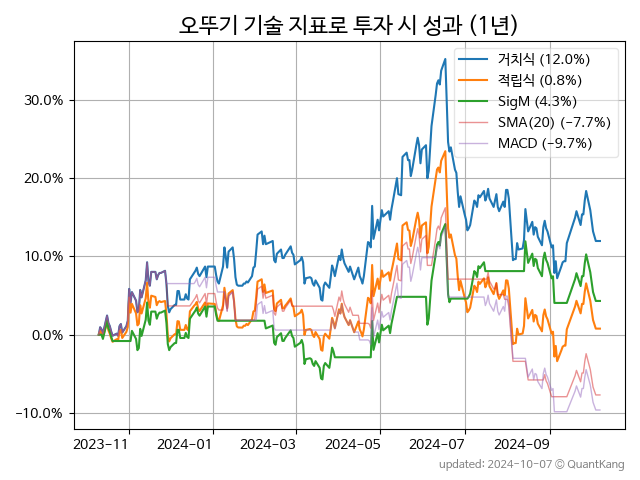 오뚜기 기술 지표로 투자 시 성과 (1년)
거치식 (12.0%)
적립식 (0.8%)
SigM (4.3%)
SMA(20) (-7.7%)
MACD (-9.7%)
30.0%
20.0%
10.0%
0.0%
-10.0%
2023-11 2024-01 2024-03 2024-05 2024-07 2024-09
updated: 2024-10-07 © QuantKang